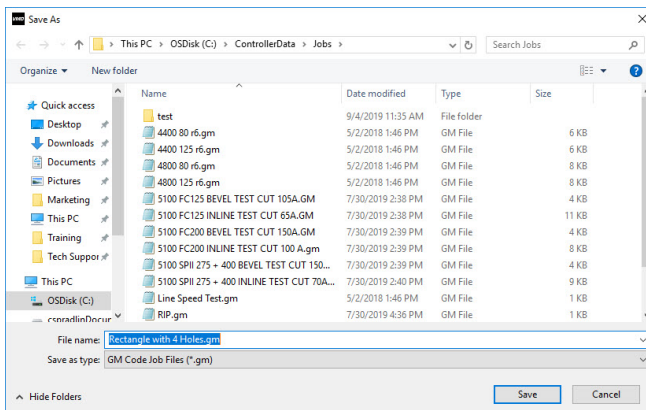 VMD Save As
This PC > OSDisk (C:) > ControllerData > Jobs >
Search Jobs
Organize New folder
Name Date modified Type Size
Quick access
Desktop
Downloads
Documents
Pictures
Marketing
This PC
Training
Tech Suppor
This PC
OSDisk (C:)
cspradlinDocur
test 9/4/2019 11:35 AM File folder
4400 80 r6.gm 5/2/2018 1:46 PM GM File 6 KB
4400 125 r6.gm 5/2/2018 1:46 PM GM File 6 KB
4800 80 r6.gm 5/2/2018 1:46 PM GM File 8 KB
4800 125 r6.gm 5/2/2018 1:46 PM GM File 8 KB
5100 FC125 BEVEL TEST CUT 105A.GM 7/30/2019 2:38 PM GM File 4 KB
5100 FC125 INLINE TEST CUT 65A.GM 7/30/2019 2:38 PM GM File 11 KB
5100 FC200 BEVEL TEST CUT 150A.GM 7/30/2019 2:39 PM GM File 4 KB
5100 FC200 INLINE TEST CUT 100 A.gm 7/30/2019 2:39 PM GM File 8 KB
5100 SPII 275 + 400 BEVEL TEST CUT 150... 7/30/2019 2:39 PM GM File 4 KB
5100 SPII 275 + 400 INLINE TEST CUT 70A... 7/30/2019 2:40 PM GM File 9 KB
Line Speed Test.gm 5/2/2018 1:46 PM GM File 1 KB
RIP.gm 7/30/2019 4:36 PM GM File 1 KB
File name: Rectangle with 4 Holes.gm
Save as type: GM Code Job Files (*.gm)
Hide Folders
Save Cancel